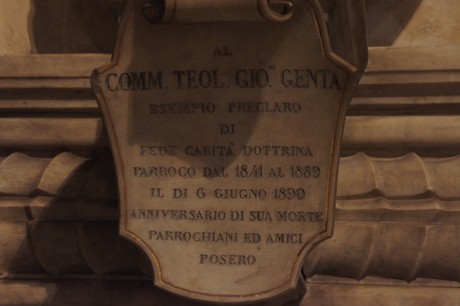 AL
COMM. TEOL. GIO.ⁿⁱ GENTA
ESEMPIO PRECLARO
DI
FEDE CARITÀ DOTTRINA
PARROCO DAL 1841 AL 1889
IL DI 6 GIUGNO 1890
ANNIVERSARIO DI SUA MORTE
PARROCHIANI ED AMICI
POSERO